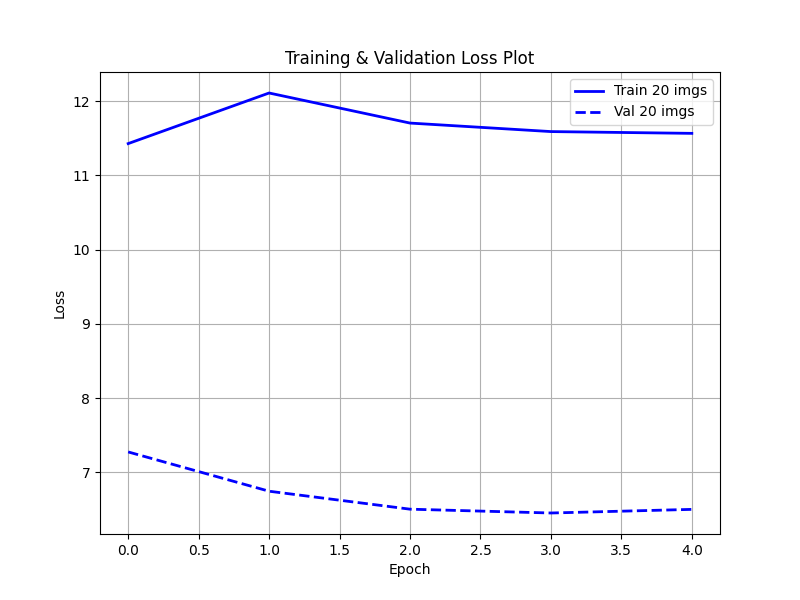 Training & Validation Loss Plot
Train 20 imgs
Val 20 imgs
12
11
10
9
8
7
Loss
0.0 0.5 1.0 1.5 2.0 2.5 3.0 3.5 4.0
Epoch